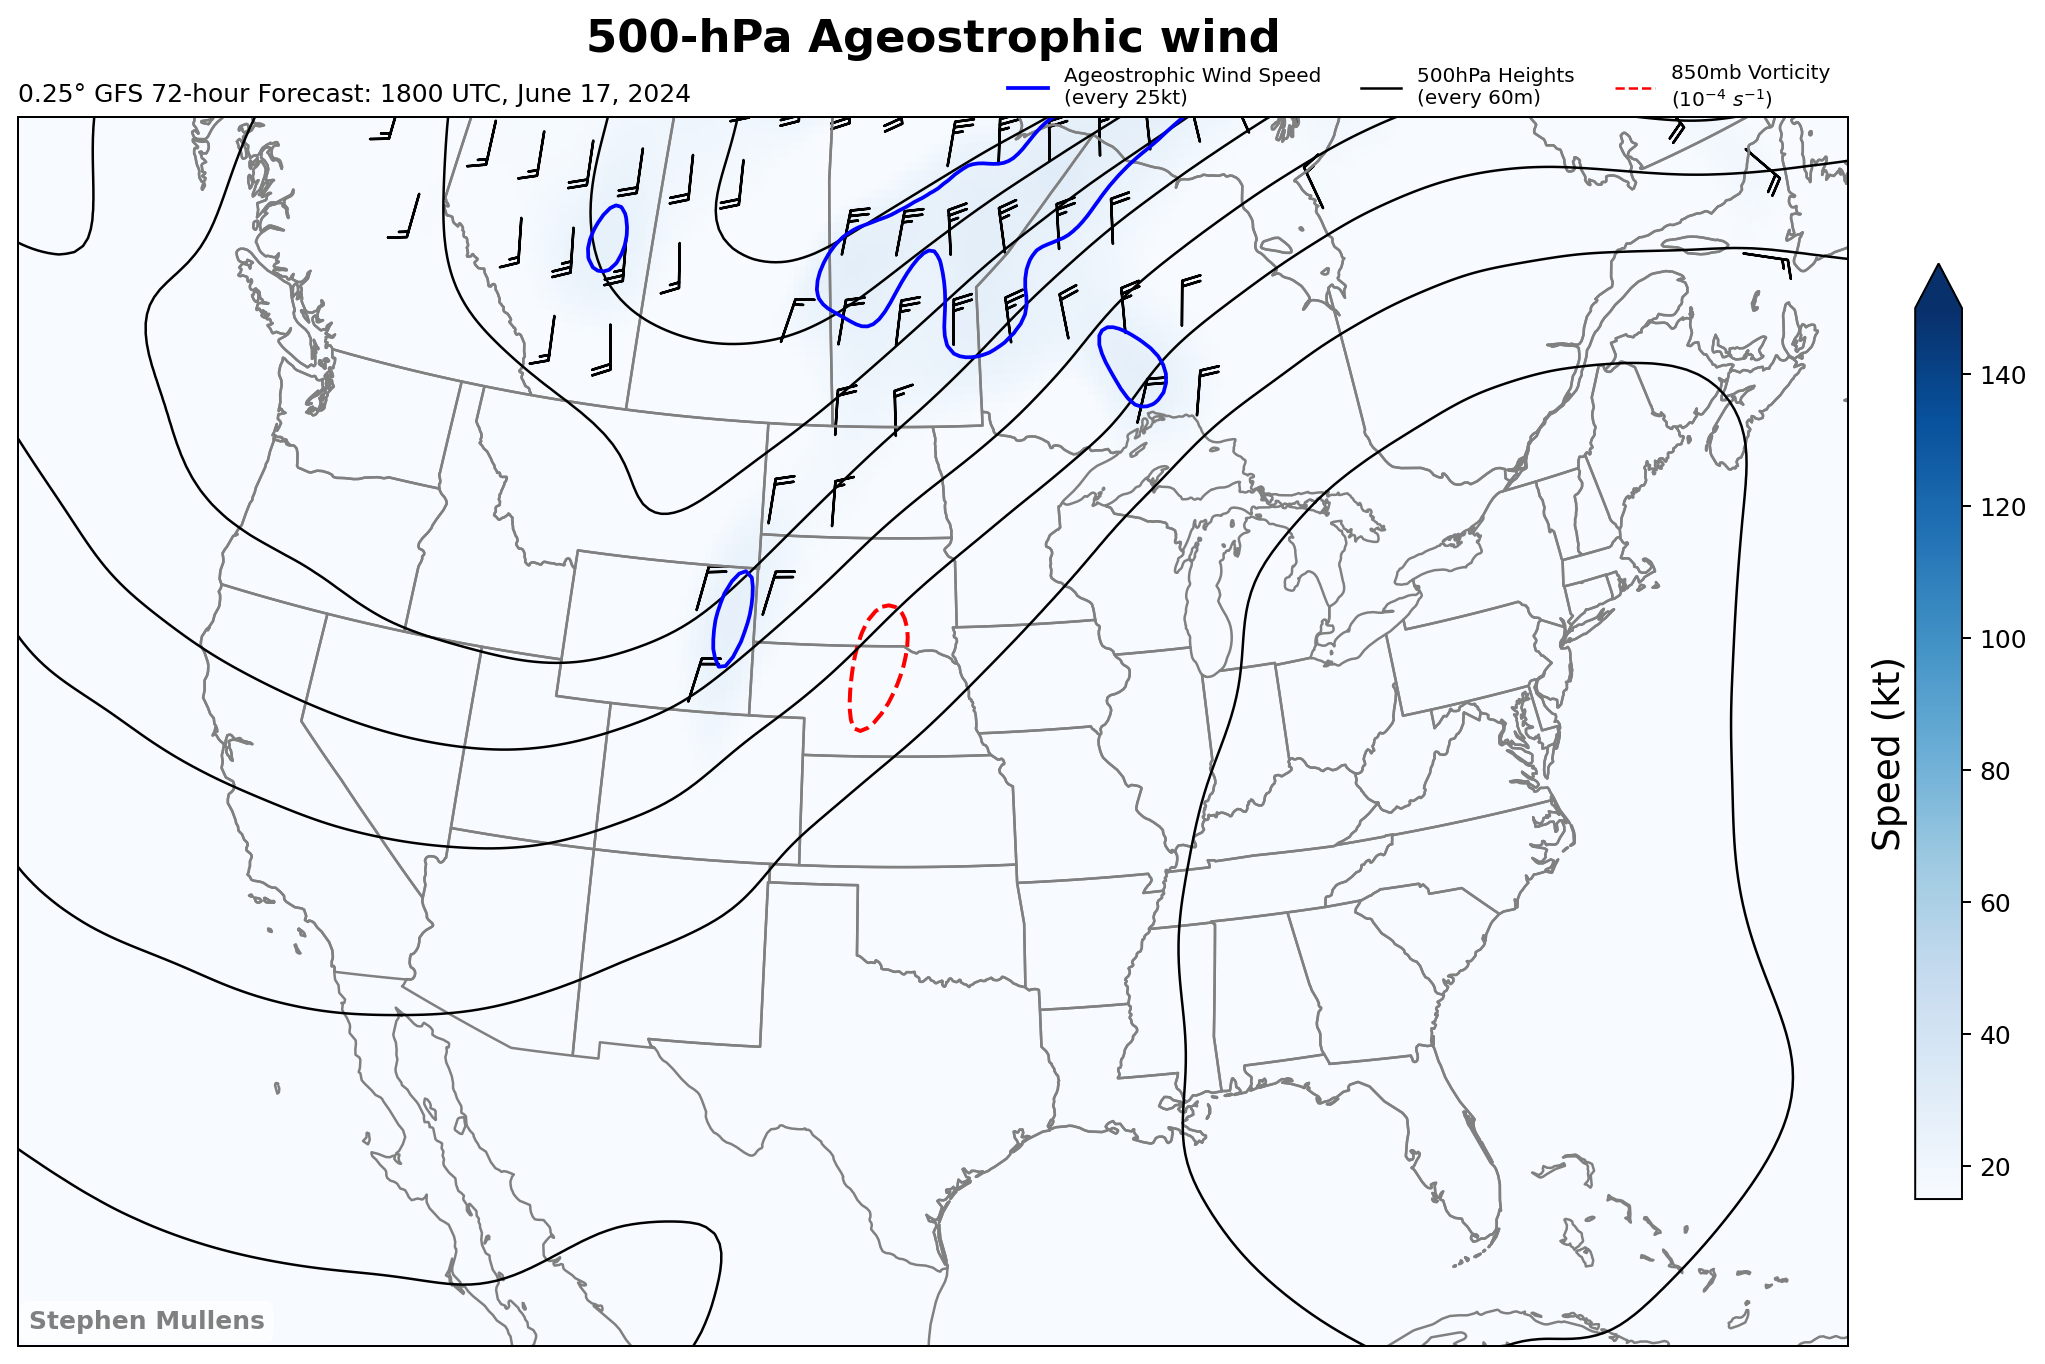 500-hPa Ageostrophic wind
0.25° GFS 72-hour Forecast: 1800 UTC, June 17, 2024
Ageostrophic Wind Speed
(every 25kt)
500hPa Heights
(every 60m)
850mb Vorticity
(10⁻⁴ s⁻¹)
140
120
100
80
60
40
20
Speed (kt)
Stephen Mullens